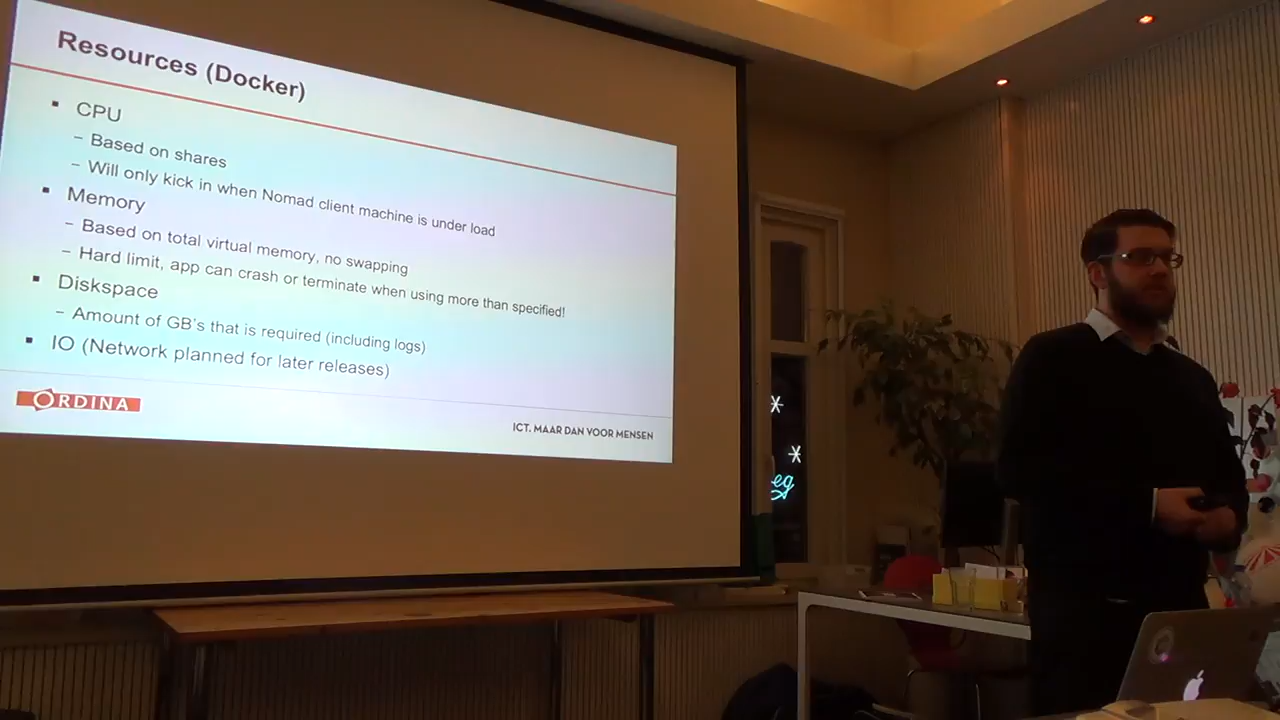 Resources (Docker)
▪ CPU
– Based on shares
– Will only kick in when Nomad client machine is under load
▪ Memory
– Based on total virtual memory, no swapping
– Hard limit, app can crash or terminate when using more than specified!
▪ Diskspace
– Amount of GB's that is required (including logs)
▪ IO (Network planned for later releases)
ORDINA
ICT. MAAR DAN VOOR MENSEN
eg